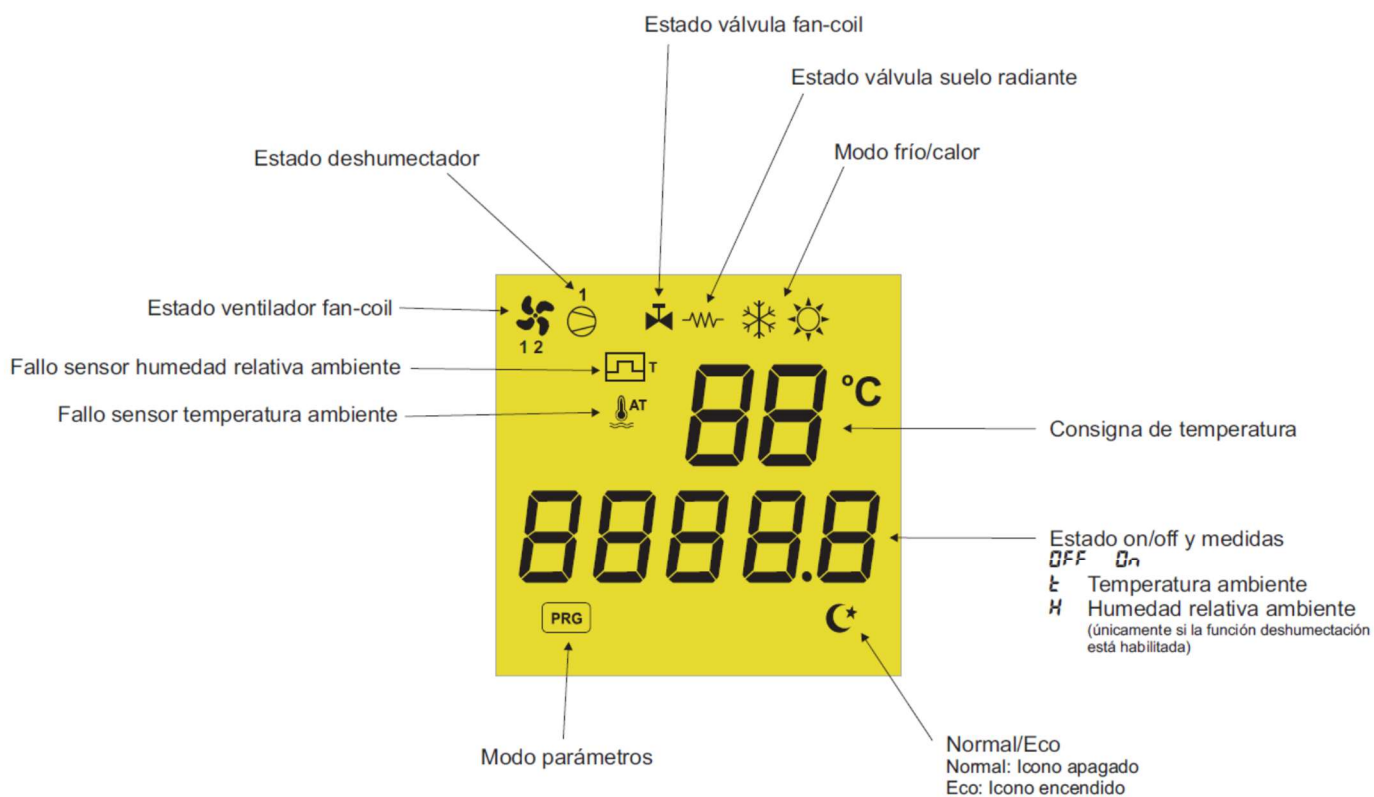 Estado válvula fan-coil
Estado válvula suelo radiante
Estado deshumectador
Modo frío/calor
Estado ventilador fan-coil
1
1 2
Fallo sensor humedad relativa ambiente
T
88 °C
Fallo sensor temperatura ambiente
AT
Consigna de temperatura
8888.8
Estado on/off y medidas
OFF On
t Temperatura ambiente
H Humedad relativa ambiente
(únicamente si la función deshumectación
está habilitada)
PRG
Modo parámetros
Normal/Eco
Normal: Icono apagado
Eco: Icono encendido